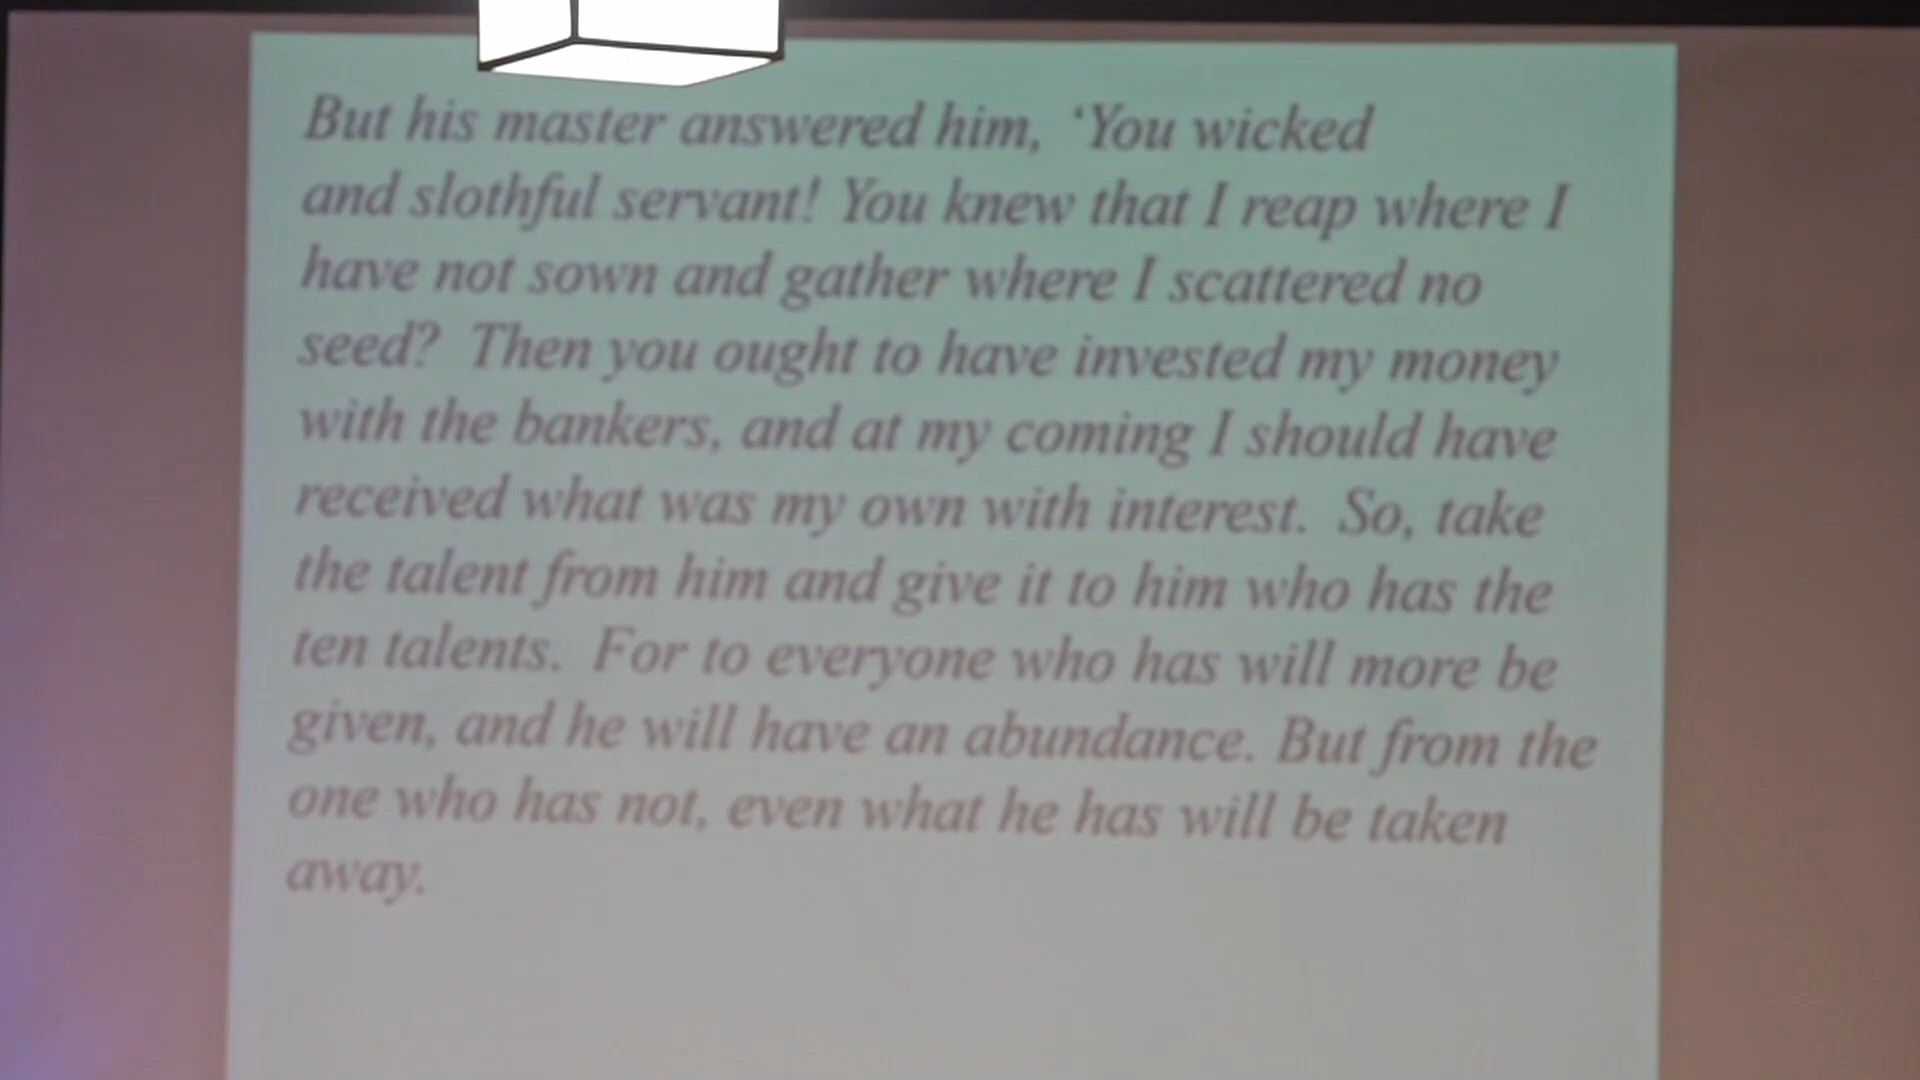 But his master answered him, ‘You wicked
and slothful servant! You knew that I reap where I
have not sown and gather where I scattered no
seed? Then you ought to have invested my money
with the bankers, and at my coming I should have
received what was my own with interest. So, take
the talent from him and give it to him who has the
ten talents. For to everyone who has will more be
given, and he will have an abundance. But from the
one who has not, even what he has will be taken
away.